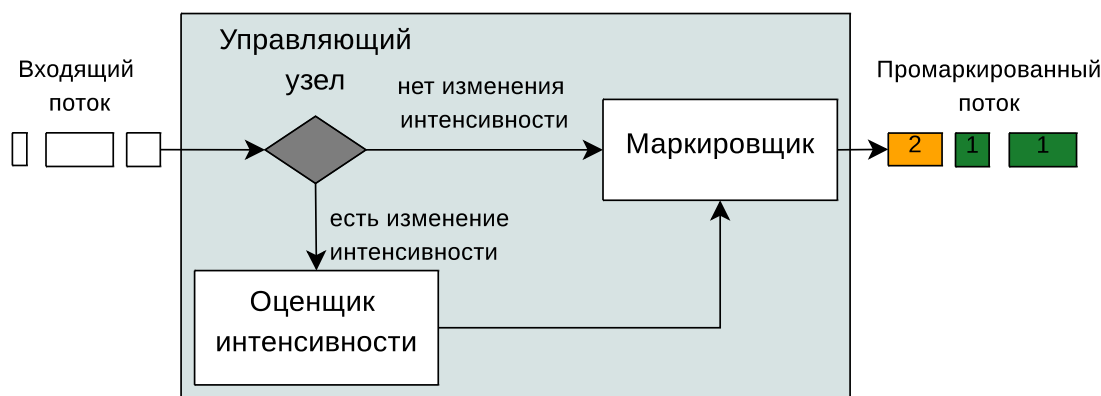 Управляющий
узел
Входящий
поток
нет изменения
интенсивности
Маркировщик
Промаркированный
поток
2
1
1
есть изменение
интенсивности
Оценщик
интенсивности